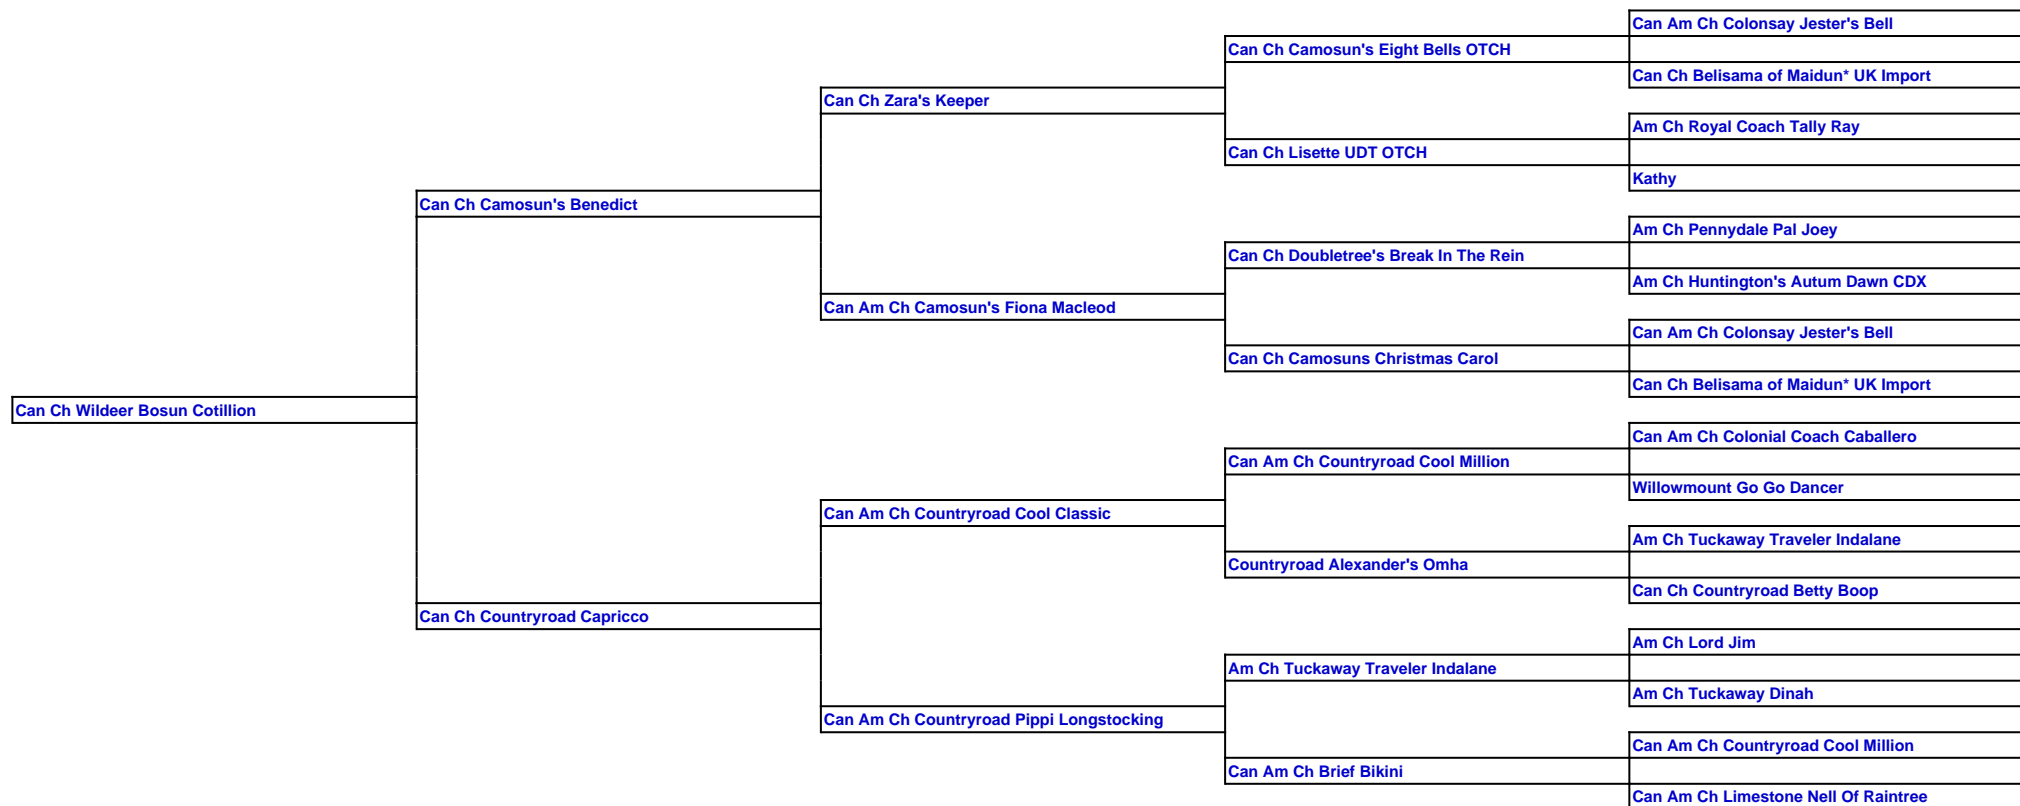 Can Am Ch Colonsay Jester's Bell
Can Ch Camosun's Eight Bells OTCH
Can Ch Belisama of Maidun* UK Import
Can Ch Zara's Keeper
Am Ch Royal Coach Tally Ray
Can Ch Lisette UDT OTCH
Kathy
Can Ch Camosun's Benedict
Am Ch Pennydale Pal Joey
Can Ch Doubletree's Break In The Rein
Am Ch Huntington's Autum Dawn CDX
Can Am Ch Camosun's Fiona Macleod
Can Am Ch Colonsay Jester's Bell
Can Ch Camosuns Christmas Carol
Can Ch Belisama of Maidun* UK Import
Can Ch Wildeer Bosun Cotillion
Can Am Ch Colonial Coach Caballero
Can Am Ch Countryroad Cool Million
Willowmount Go Go Dancer
Can Am Ch Countryroad Cool Classic
Am Ch Tuckaway Traveler Indalane
Countryroad Alexander's Omha
Can Ch Countryroad Betty Boop
Can Ch Countryroad Capricco
Am Ch Lord Jim
Am Ch Tuckaway Traveler Indalane
Am Ch Tuckaway Dinah
Can Am Ch Countryroad Pippi Longstocking
Can Am Ch Countryroad Cool Million
Can Am Ch Brief Bikini
Can Am Ch Limestone Nell Of Raintree